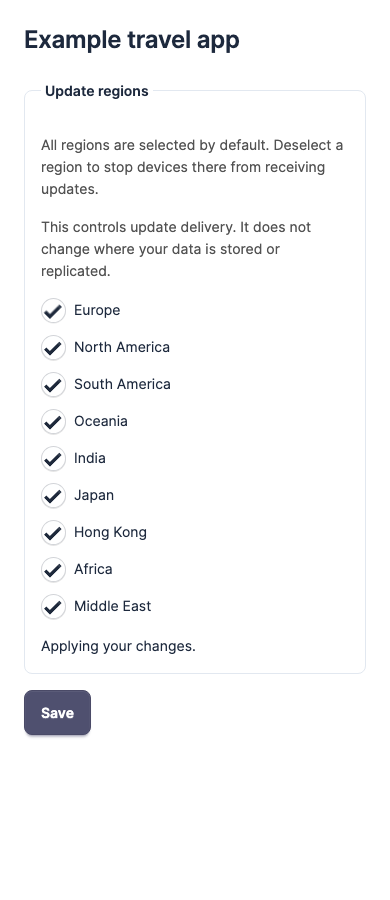 Example travel app
Update regions
All regions are selected by default. Deselect a
region to stop devices there from receiving
updates.
This controls update delivery. It does not
change where your data is stored or
replicated.
Europe
North America
South America
Oceania
India
Japan
Hong Kong
Africa
Middle East
Applying your changes.
Save